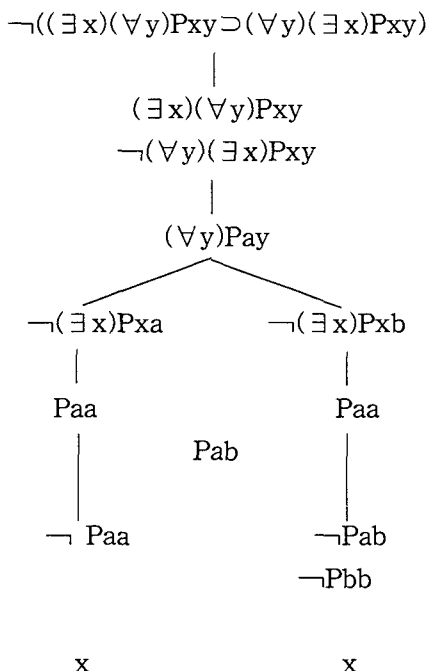 ¬((∃x)(∀y)Pxy⊃(∀y)(∃x)Pxy)
(∃x)(∀y)Pxy
¬(∀y)(∃x)Pxy
(∀y)Pay
¬(∃x)Pxa ¬(∃x)Pxb
Paa Paa
Pab
¬ Paa ¬Pab
¬Pbb
x x